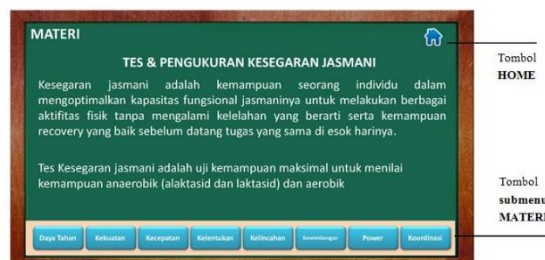 MATERI
TES & PENGUKURAN KESEGARAN JASMANI
Kesegaran jasmani adalah kemampuan seorang individu dalam
mengoptimalkan kapasitas fungsional jasmaninya untuk melakukan berbagai
aktifitas fisik tanpa mengalami kelelahan yang berarti serta kemampuan
recovery yang baik sebelum datang tugas yang sama di esok harinya.
Tes Kesegaran jasmani adalah uji kemampuan maksimal untuk menilai
kemampuan anaerobik (alaktasid dan laktasid) dan aerobik
Daya Tahan Kekuatan Kecepatan Kelentukan Kelincahan Keseimbangan Power Koordinasi
Tombol
HOME
Tombol
submenu
MATERI